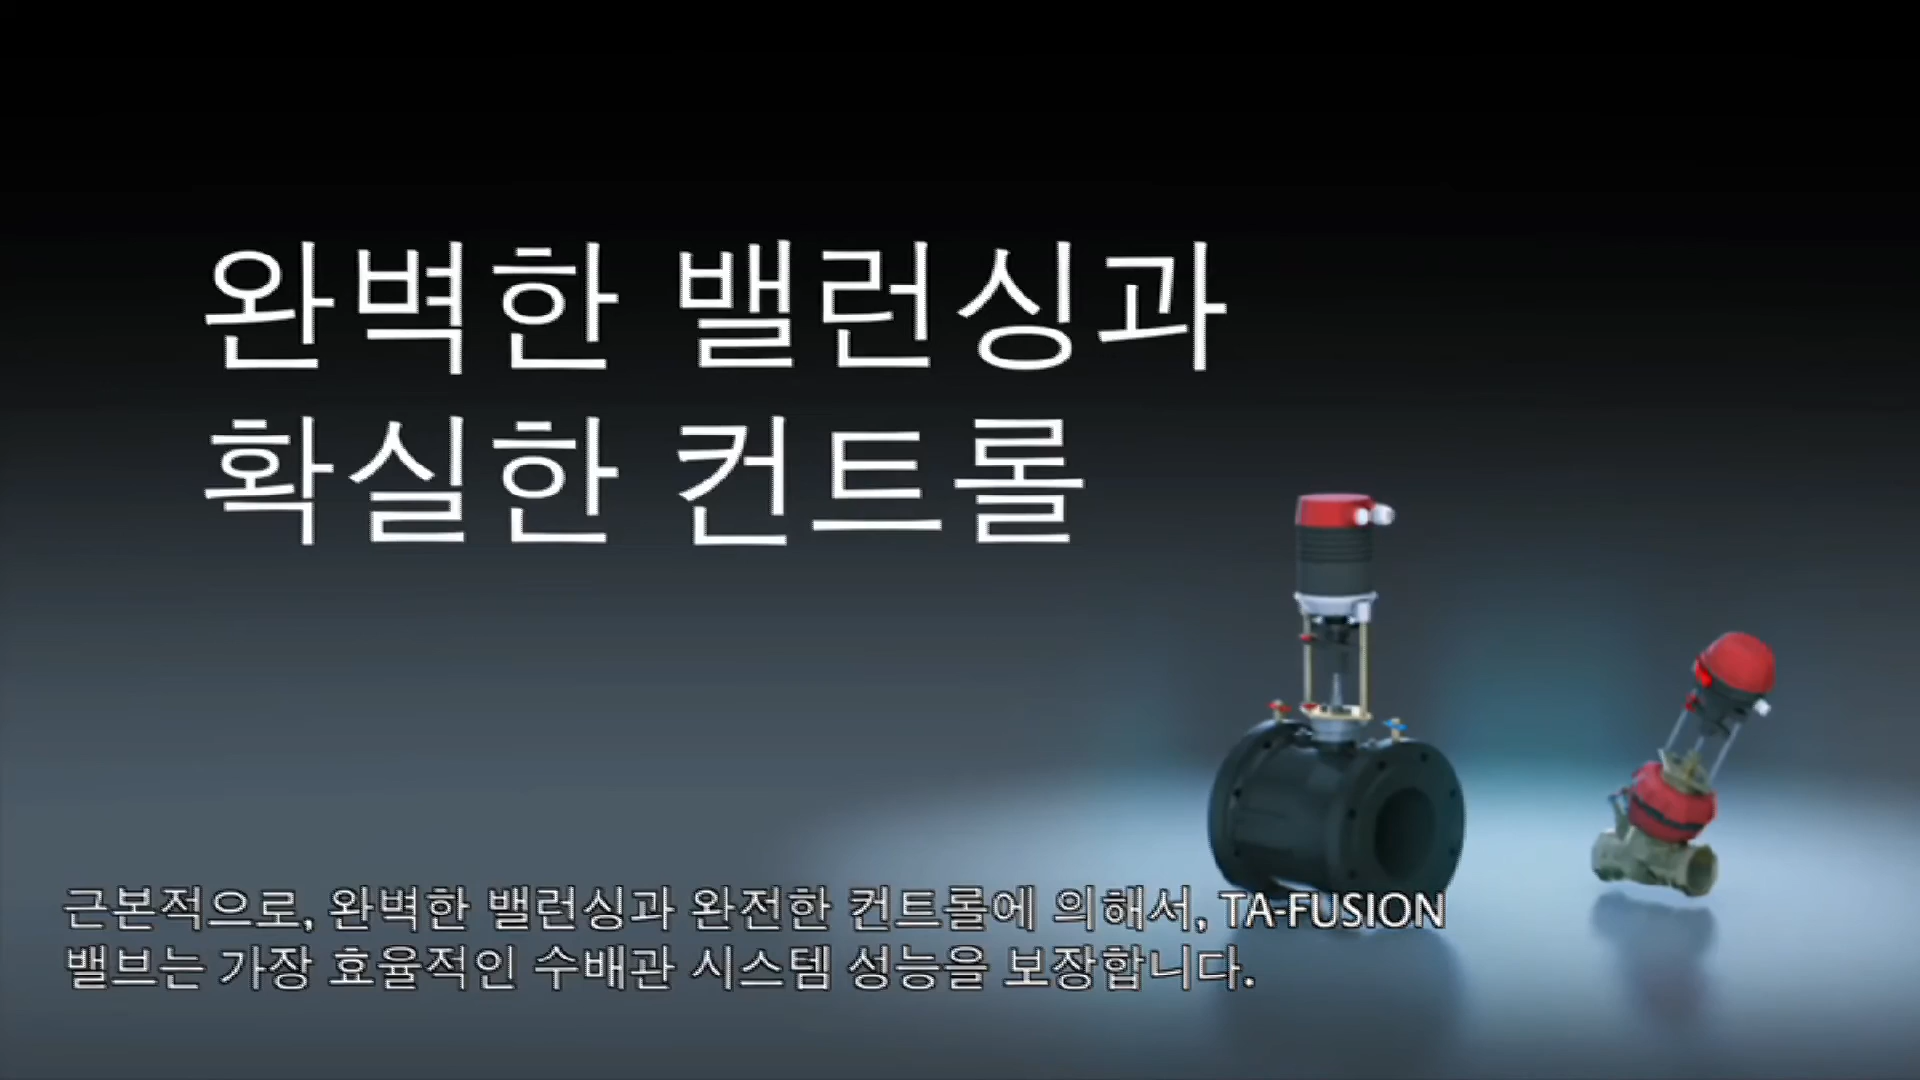 완벽한 밸런싱과
확실한 컨트롤
근본적으로, 완벽한 밸런싱과 완전한 컨트롤에 의해서, TA-FUSION
밸브는 가장 효율적인 수배관 시스템 성능을 보장합니다.